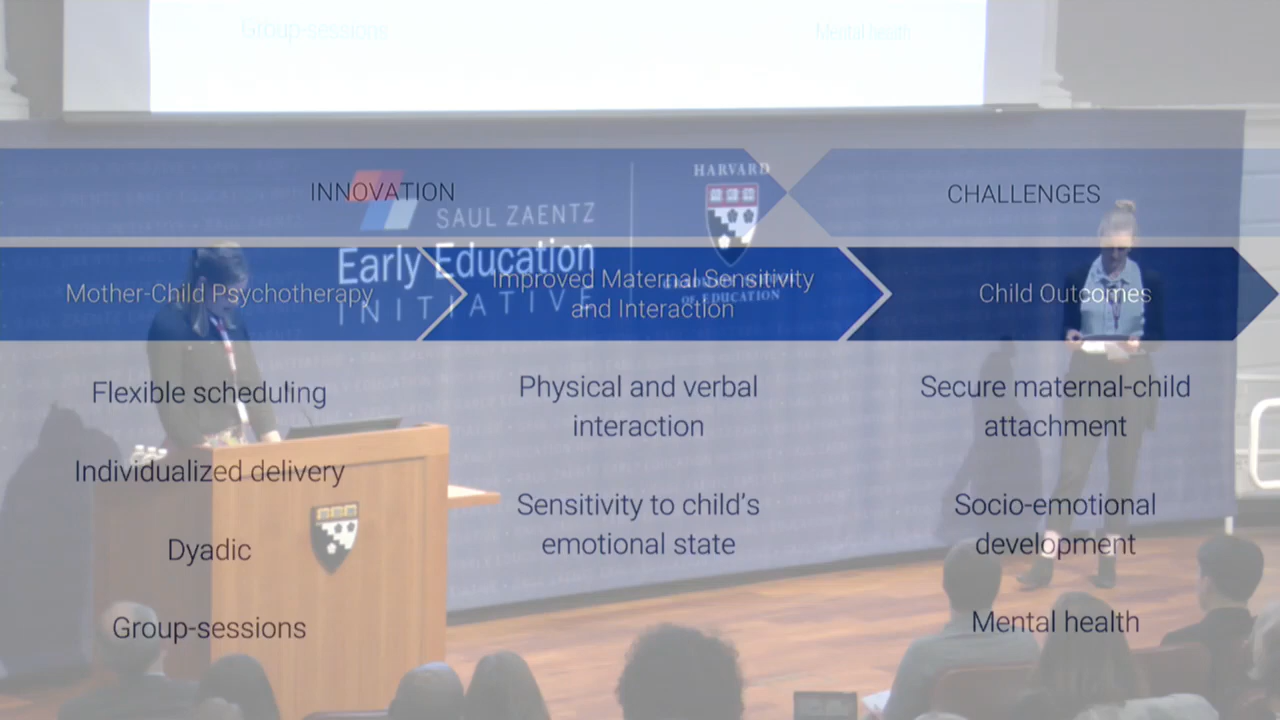 Group-sessions
Mental health
INNOVATION
CHALLENGES
HARVARD
SAUL ZAENTZ
Early Education
INITIATIVE
OF EDUCATION
Mother-Child Psychotherapy
Improved Maternal Sensitivity
and Interaction
Child Outcomes
Flexible scheduling
Individualized delivery
Dyadic
Group-sessions
Physical and verbal
interaction
Sensitivity to child's
emotional state
Secure maternal-child
attachment
Socio-emotional
development
Mental health